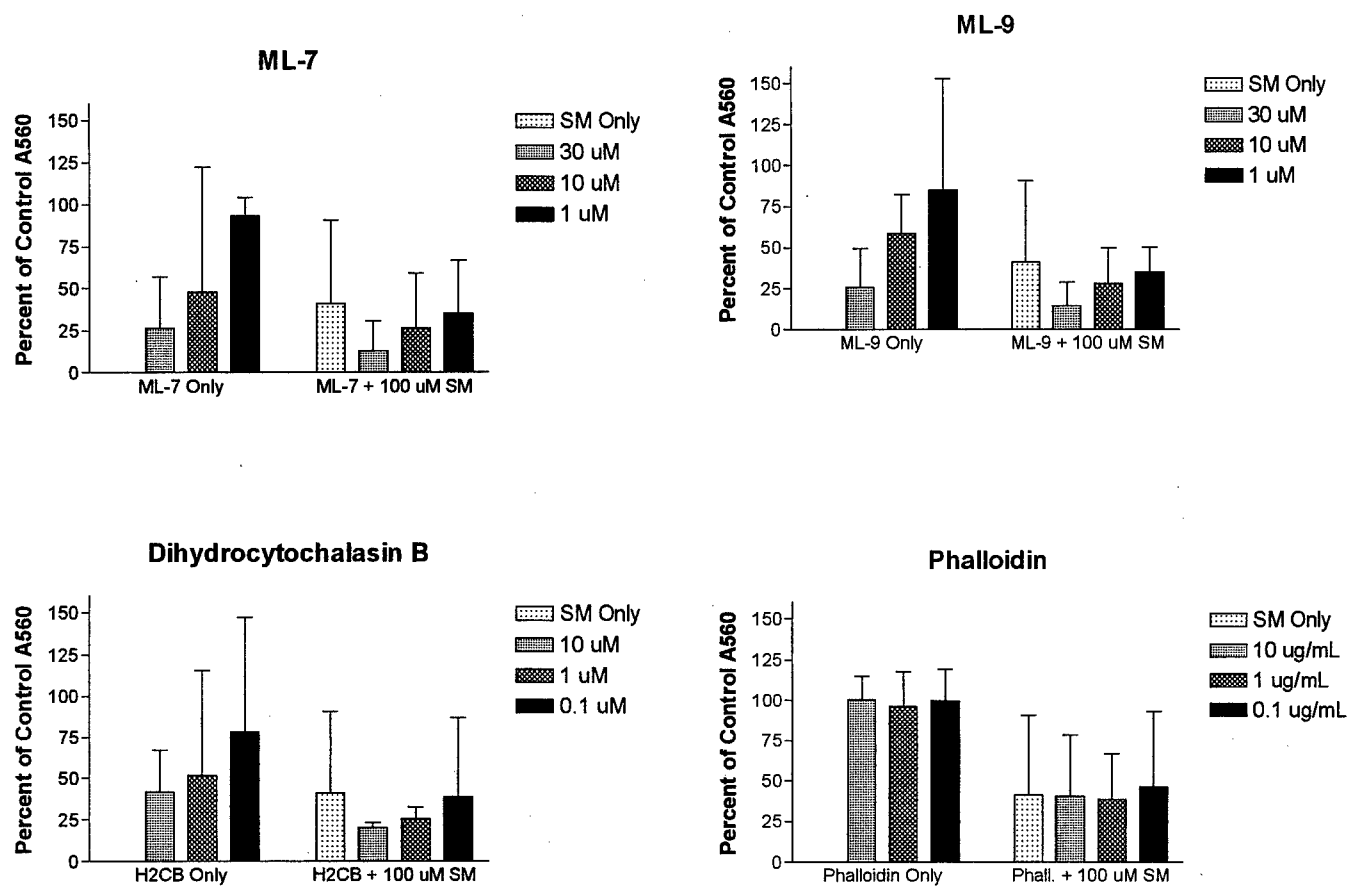 ML-7
Percent of Control A560
150
125
100
75
50
25
0
ML-7 Only
ML-7 + 100 uM SM
SM Only
30 uM
10 uM
1 uM
ML-9
Percent of Control A560
150
125
100
75
50
25
0
ML-9 Only
ML-9 + 100 uM SM
SM Only
30 uM
10 uM
1 uM
Dihydrocytochalasin B
Percent of Control A560
150
125
100
75
50
25
0
H2CB Only
H2CB + 100 uM SM
SM Only
10 uM
1 uM
0.1 uM
Phalloidin
Percent of Control A560
150
125
100
75
50
25
0
Phalloidin Only
Phall. + 100 uM SM
SM Only
10 ug/mL
1 ug/mL
0.1 ug/mL